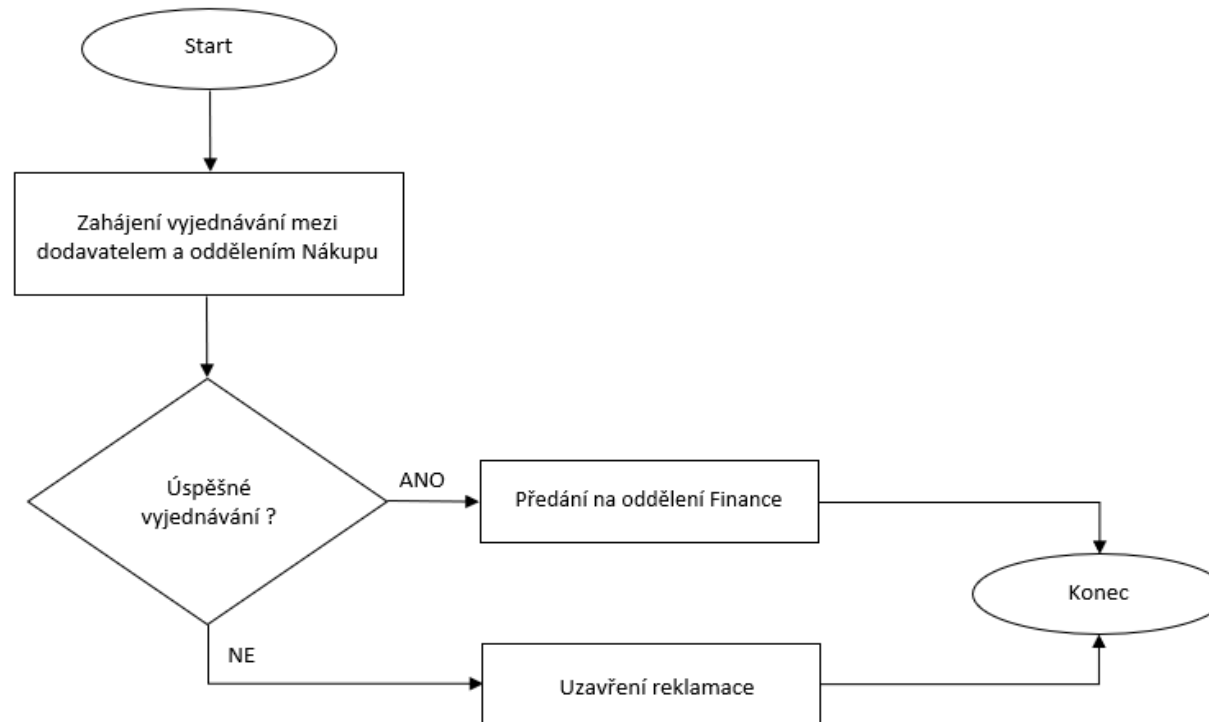 Start
Zahájení vyjednávání mezi
dodavatelem a oddělením Nákupu
Úspěšné
vyjednávání ?
ANO
Předání na oddělení Finance
Konec
NE
Uzavření reklamace